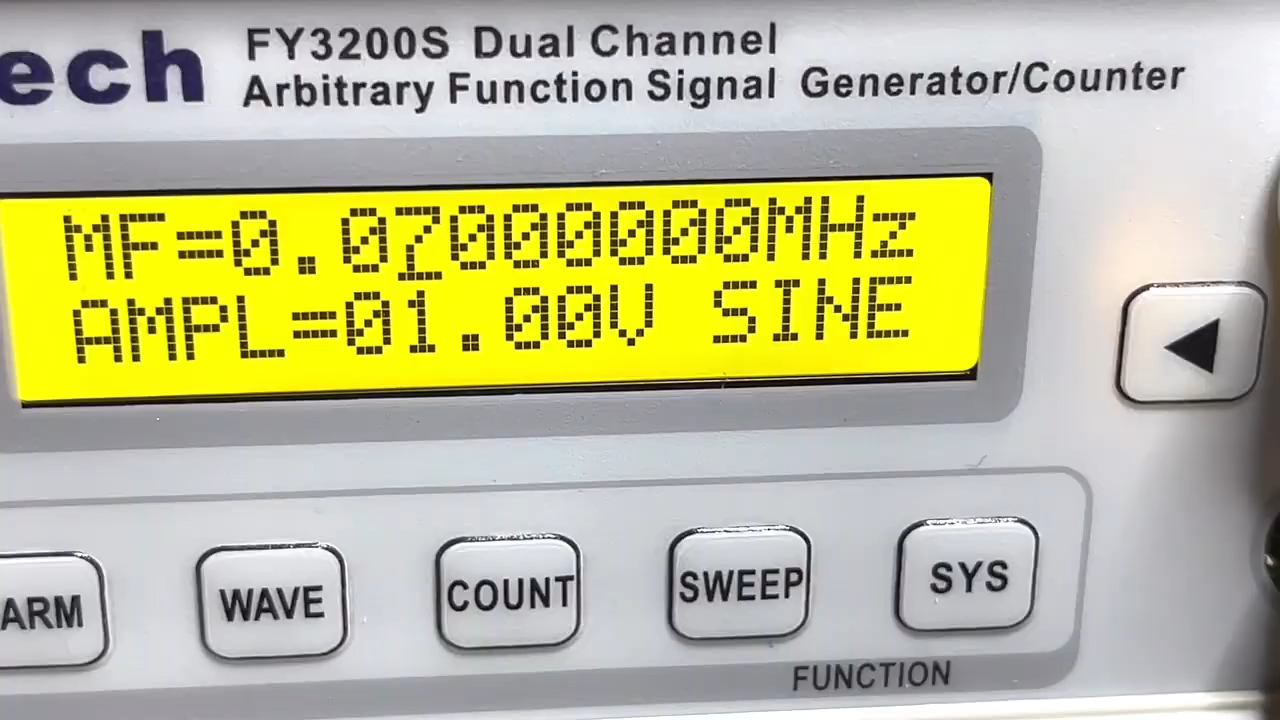 ech
FY3200S Dual Channel
Arbitrary Function Signal Generator/Counter
MF=0.07000000MHz
AMPL=01.00V SINE
ARM
WAVE
COUNT
SWEEP
SYS
FUNCTION